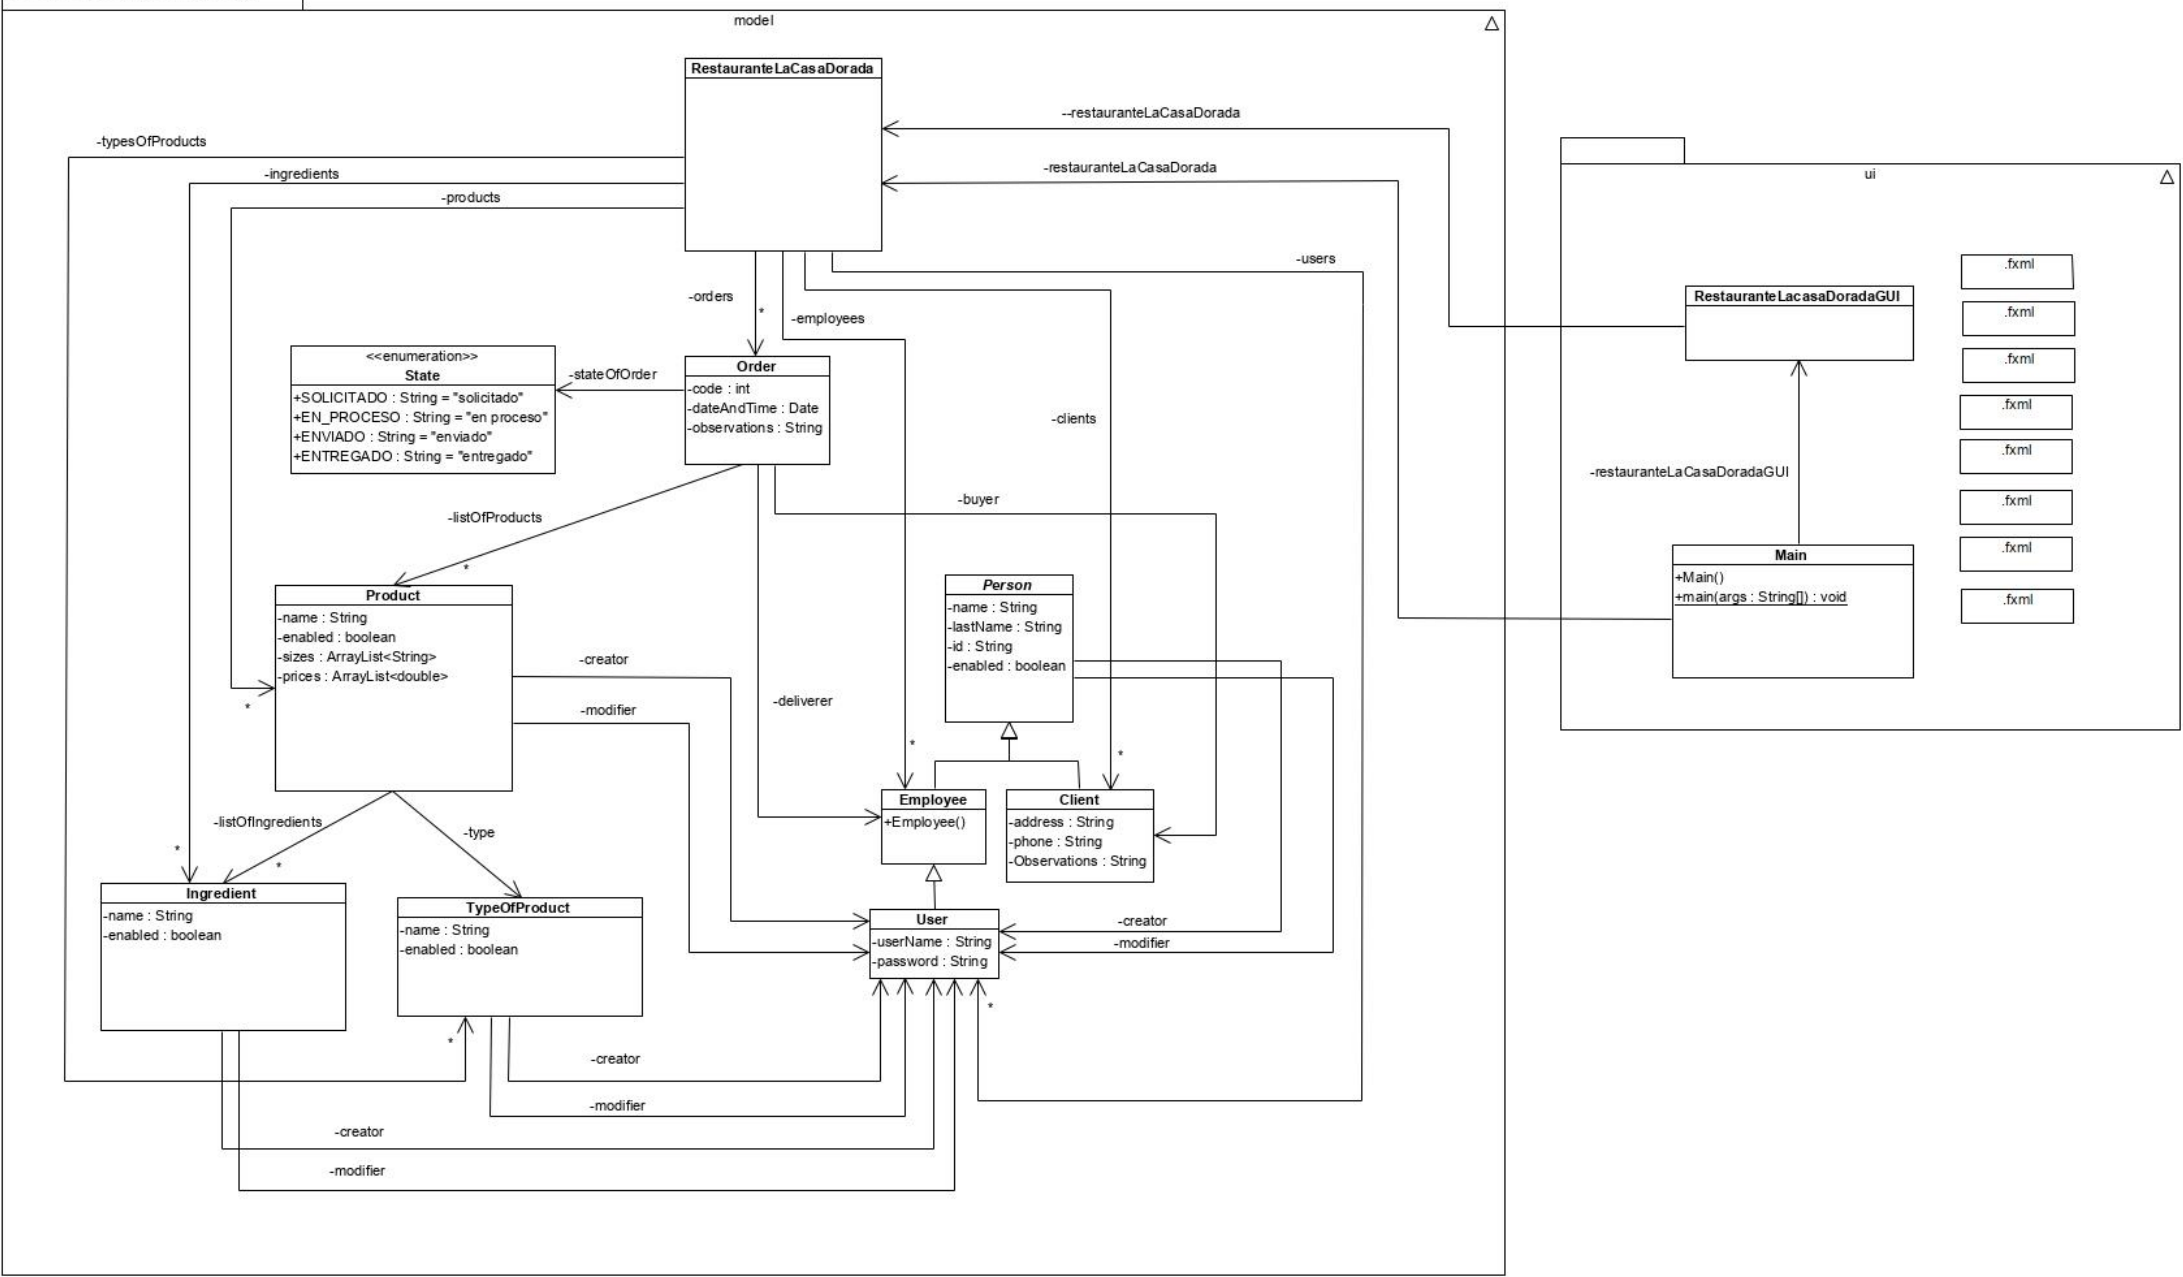 model
RestauranteLaCasaDorada
--restauranteLaCasaDorada
-typesOfProducts
-restauranteLaCasaDorada
-ingredients
-products
-users
-orders
*
-employees
<<enumeration>>
State
+SOLICITADO : String = "solicitado"
+EN_PROCESO : String = "en proceso"
+ENVIADO : String = "enviado"
+ENTREGADO : String = "entregado"
-stateOfOrder
Order
-code : int
-dateAndTime : Date
-observations : String
-clients
-buyer
-listOfProducts
*
Product
-name : String
-enabled : boolean
-sizes : ArrayList<String>
-prices : ArrayList<double>
*
-creator
-modifier
-deliverer
Person
-name : String
-lastName : String
-id : String
-enabled : boolean
*
*
Employee
+Employee()
Client
-address : String
-phone : String
-Observations : String
-listOfIngredients
-type
*
*
Ingredient
-name : String
-enabled : boolean
TypeOfProduct
-name : String
-enabled : boolean
User
-userName : String
-password : String
-creator
-modifier
*
*
-creator
-modifier
-creator
-modifier
ui
RestauranteLacasaDoradaGUI
-restauranteLaCasaDoradaGUI
Main
+Main()
+main(args : String[]) : void
.fxml
.fxml
.fxml
.fxml
.fxml
.fxml
.fxml
.fxml